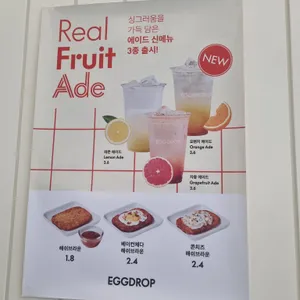 Real
Fruit
Ade
싱그러움을
가득 담은
에이드 신메뉴
3종 출시!
NEW
레몬 에이드
Lemon Ade
3.5
오렌지 에이드
Orange Ade
3.8
자몽 에이드
Grapefruit Ade
3.8
해쉬브라운
1.8
베이컨체다
해쉬브라운
2.4
콘치즈
해쉬브라운
2.4
EGGDROP